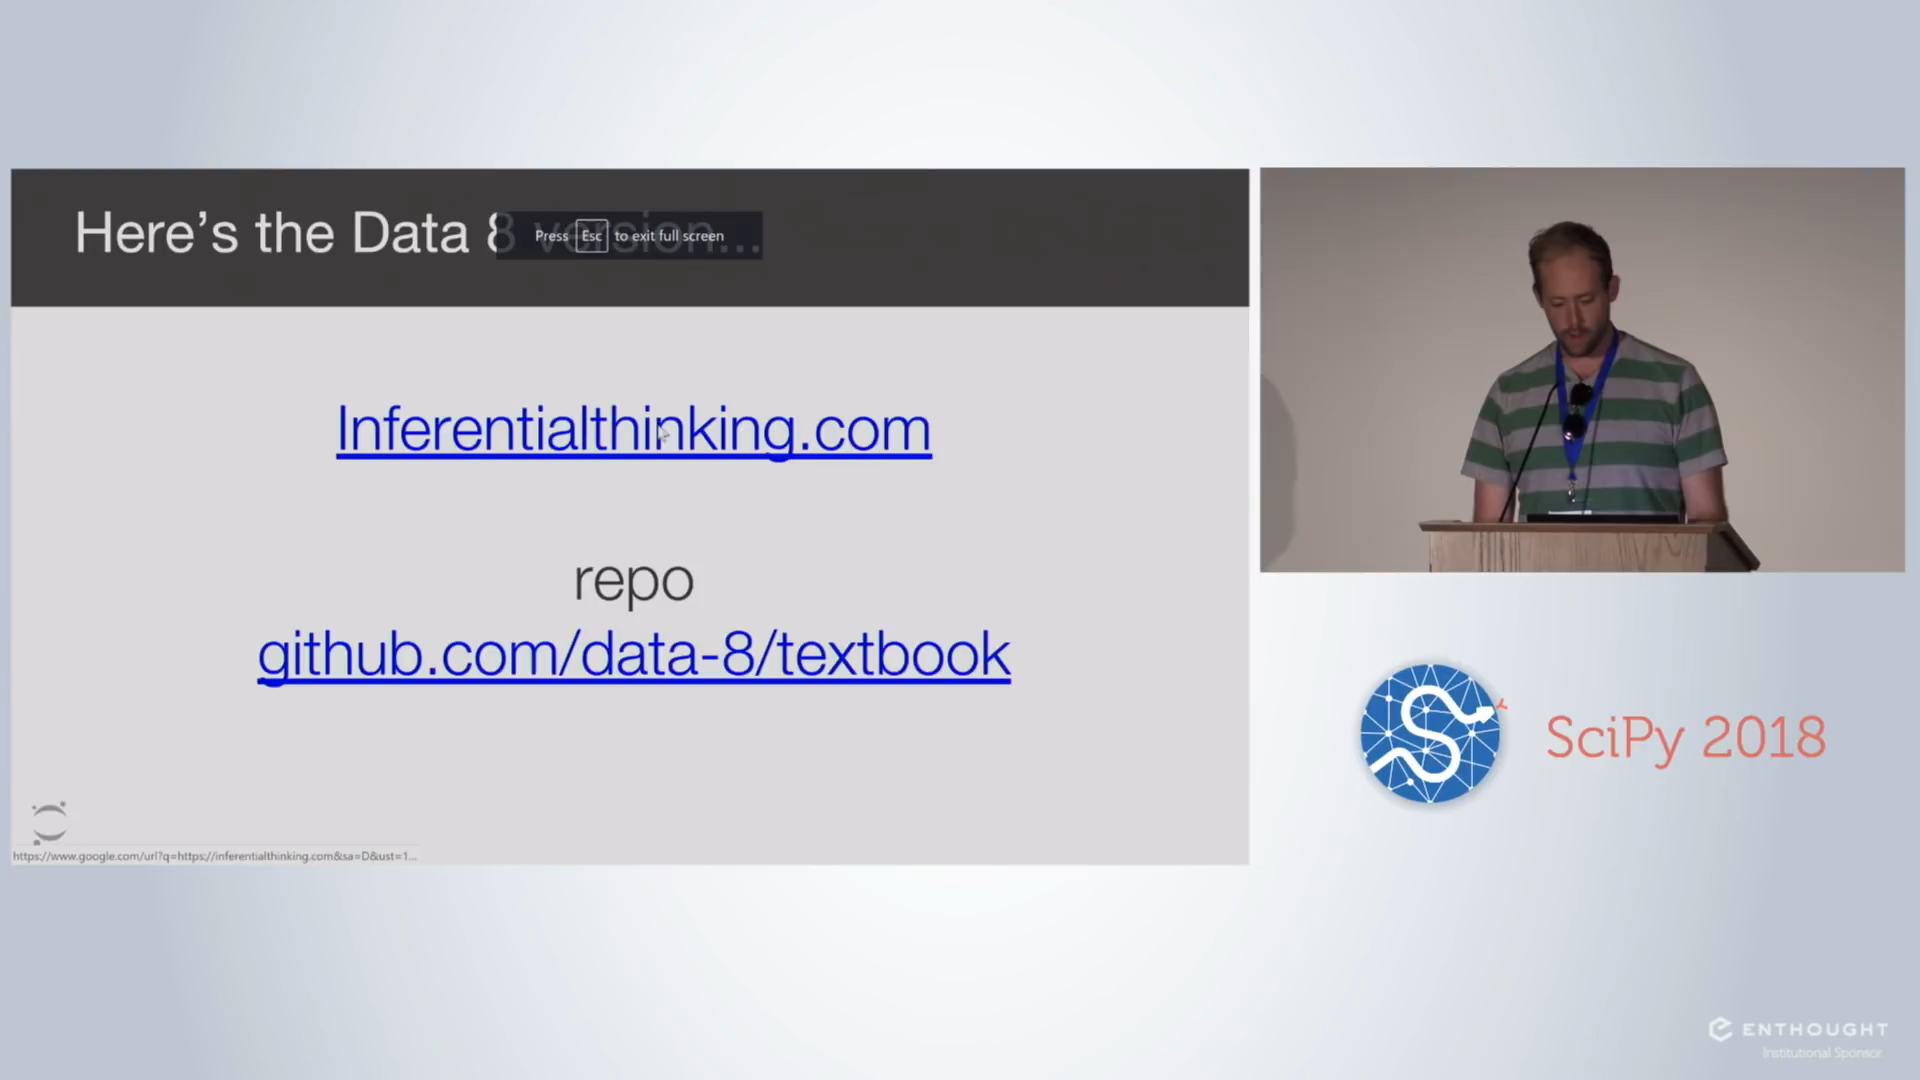 Here's the Data 8 version...
Press Esc to exit full screen
Inferentialthinking.com
repo
github.com/data-8/textbook
https://www.google.com/url?q=https://inferentialthinking.com&sa=D&ust=1...
SciPy 2018
ENTHOUGHT
Institutional Sponsor